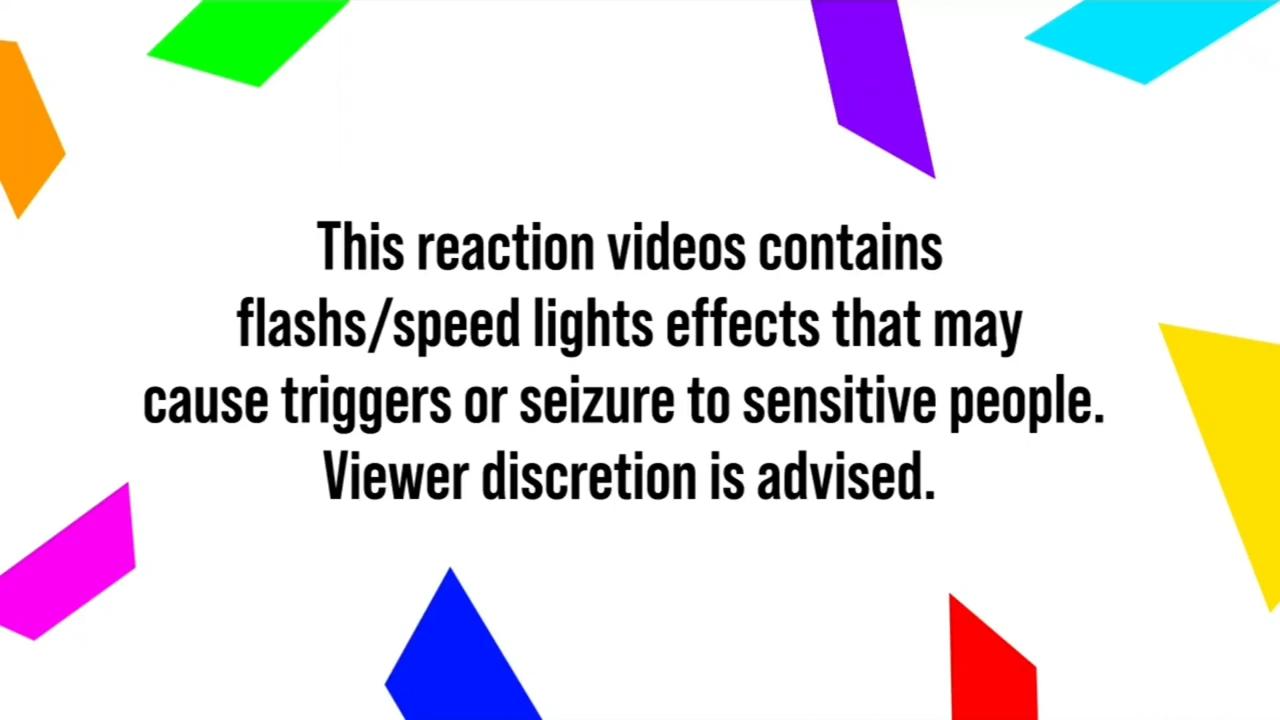 This reaction videos contains
flashs/speed lights effects that may
cause triggers or seizure to sensitive people.
Viewer discretion is advised.